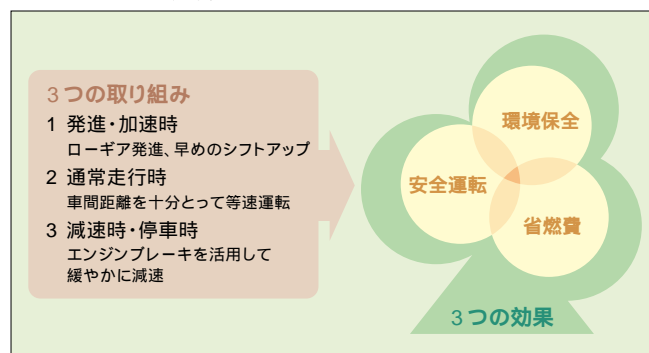 3つの取り組み
1 発進・加速時
ローギア発進、早めのシフトアップ
2 通常走行時
車間距離を十分とって等速運転
3 減速時・停車時
エンジンブレーキを活用して
緩やかに減速
環境保全
安全運転
省燃費
3つの効果